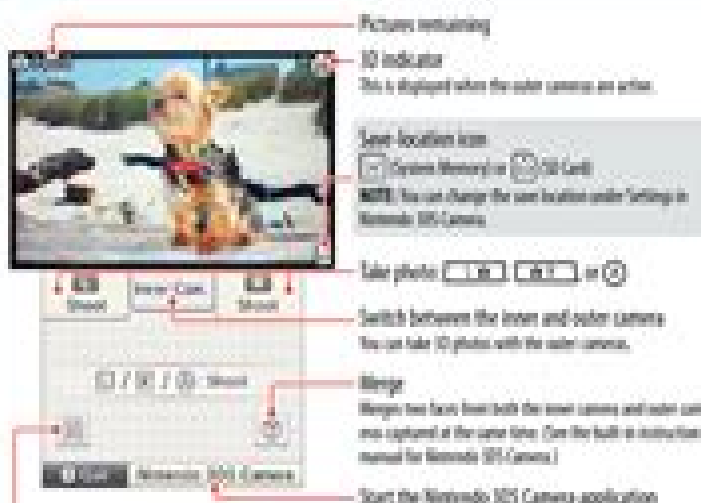 Pictures remaining
3D indicator
This is displayed when the outer cameras are active.
Save-location icon
(System Memory) or (SD Card)
NOTE: You can change the save location under Settings in
Nintendo 3DS Camera.
Take photo: L R or A
Shoot
Inner Cam.
Shoot
Switch between the inner and outer camera
You can take 3D photos with the outer cameras.
/ / Shoot
Merge
Merges two faces from both the inner camera and outer
captured at the same time. (See the built-in instruction
manual for Nintendo 3DS Camera.)
Nintendo 3DS Camera
Start the Nintendo 3DS Camera application